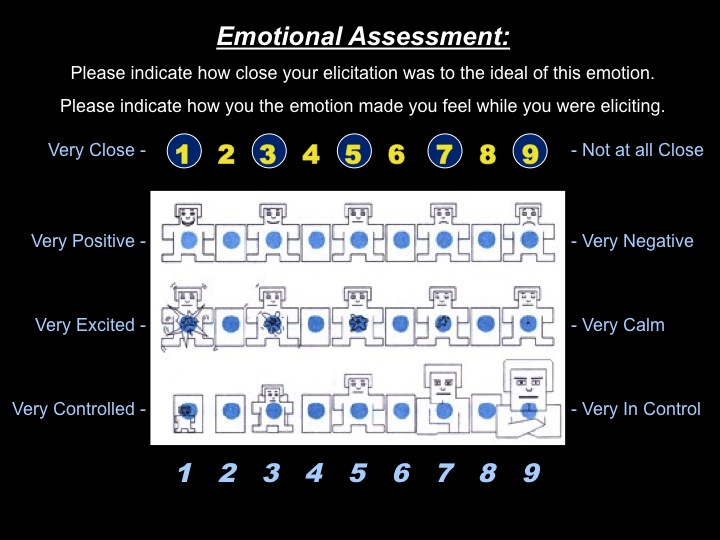 Emotional Assessment:
Please indicate how close your elicitation was to the ideal of this emotion.
Please indicate how you the emotion made you feel while you were eliciting.
Very Close - 1 2 3 4 5 6 7 8 9 - Not at all Close
Very Positive - - Very Negative
Very Excited - - Very Calm
Very Controlled - - Very In Control
1 2 3 4 5 6 7 8 9